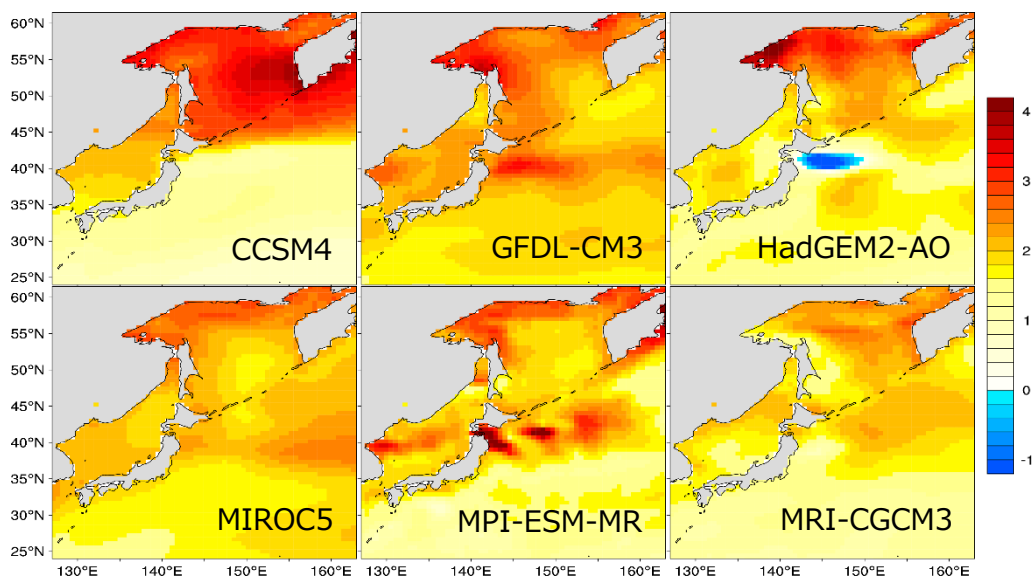 60°N
55°N
50°N
45°N
40°N
35°N
30°N
25°N
CCSM4
GFDL-CM3
HadGEM2-AO
60°N
55°N
50°N
45°N
40°N
35°N
30°N
25°N
MIROC5
MPI-ESM-MR
MRI-CGCM3
130°E 140°E 150°E 160°E
130°E 140°E 150°E 160°E
130°E 140°E 150°E 160°E
4
3
2
1
0
-1